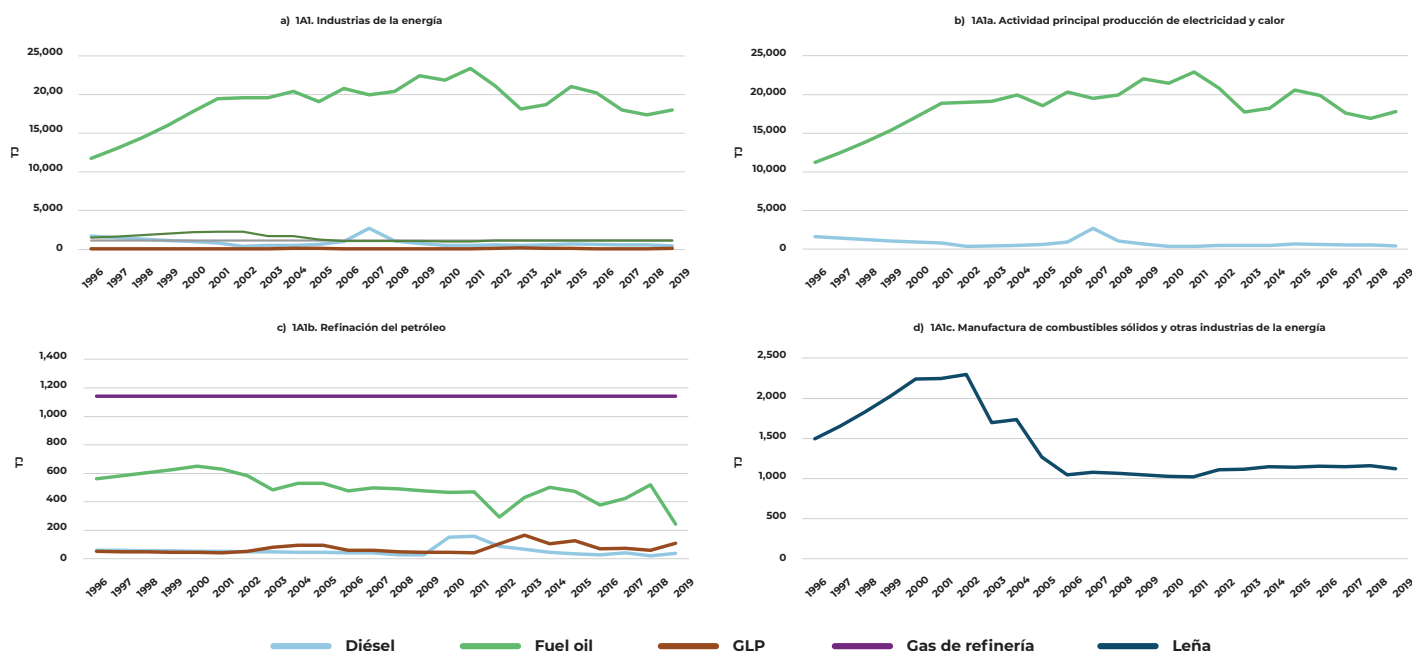 a) 1A1. Industrias de la energía
25,000
20,00
15,000
10,000
5,000
0
TJ
1996 1997 1998 1999 2000 2001 2002 2003 2004 2005 2006 2007 2008 2009 2010 2011 2012 2013 2014 2015 2016 2017 2018 2019
b) 1A1a. Actividad principal producción de electricidad y calor
25,000
20,000
15,000
10,000
5,000
0
TJ
1996 1997 1998 1999 2000 2001 2002 2003 2004 2005 2006 2007 2008 2009 2010 2011 2012 2013 2014 2015 2016 2017 2018 2019
c) 1A1b. Refinación del petróleo
1,400
1,200
1,000
800
600
400
200
0
TJ
1996 1997 1998 1999 2000 2001 2002 2003 2004 2005 2006 2007 2008 2009 2010 2011 2012 2013 2014 2015 2016 2017 2018 2019
d) 1A1c. Manufactura de combustibles sólidos y otras industrias de la energía
2,500
2,000
1,500
1,000
500
0
TJ
1996 1997 1998 1999 2000 2001 2002 2003 2004 2005 2006 2007 2008 2009 2010 2011 2012 2013 2014 2015 2016 2017 2018 2019
Diésel Fuel oil GLP Gas de refinería Leña